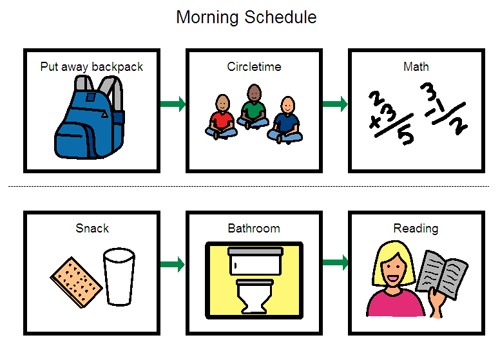 Morning Schedule
Put away backpack
Circletime
Math
2
+3
5
3
-1
2
Snack
Bathroom
Reading